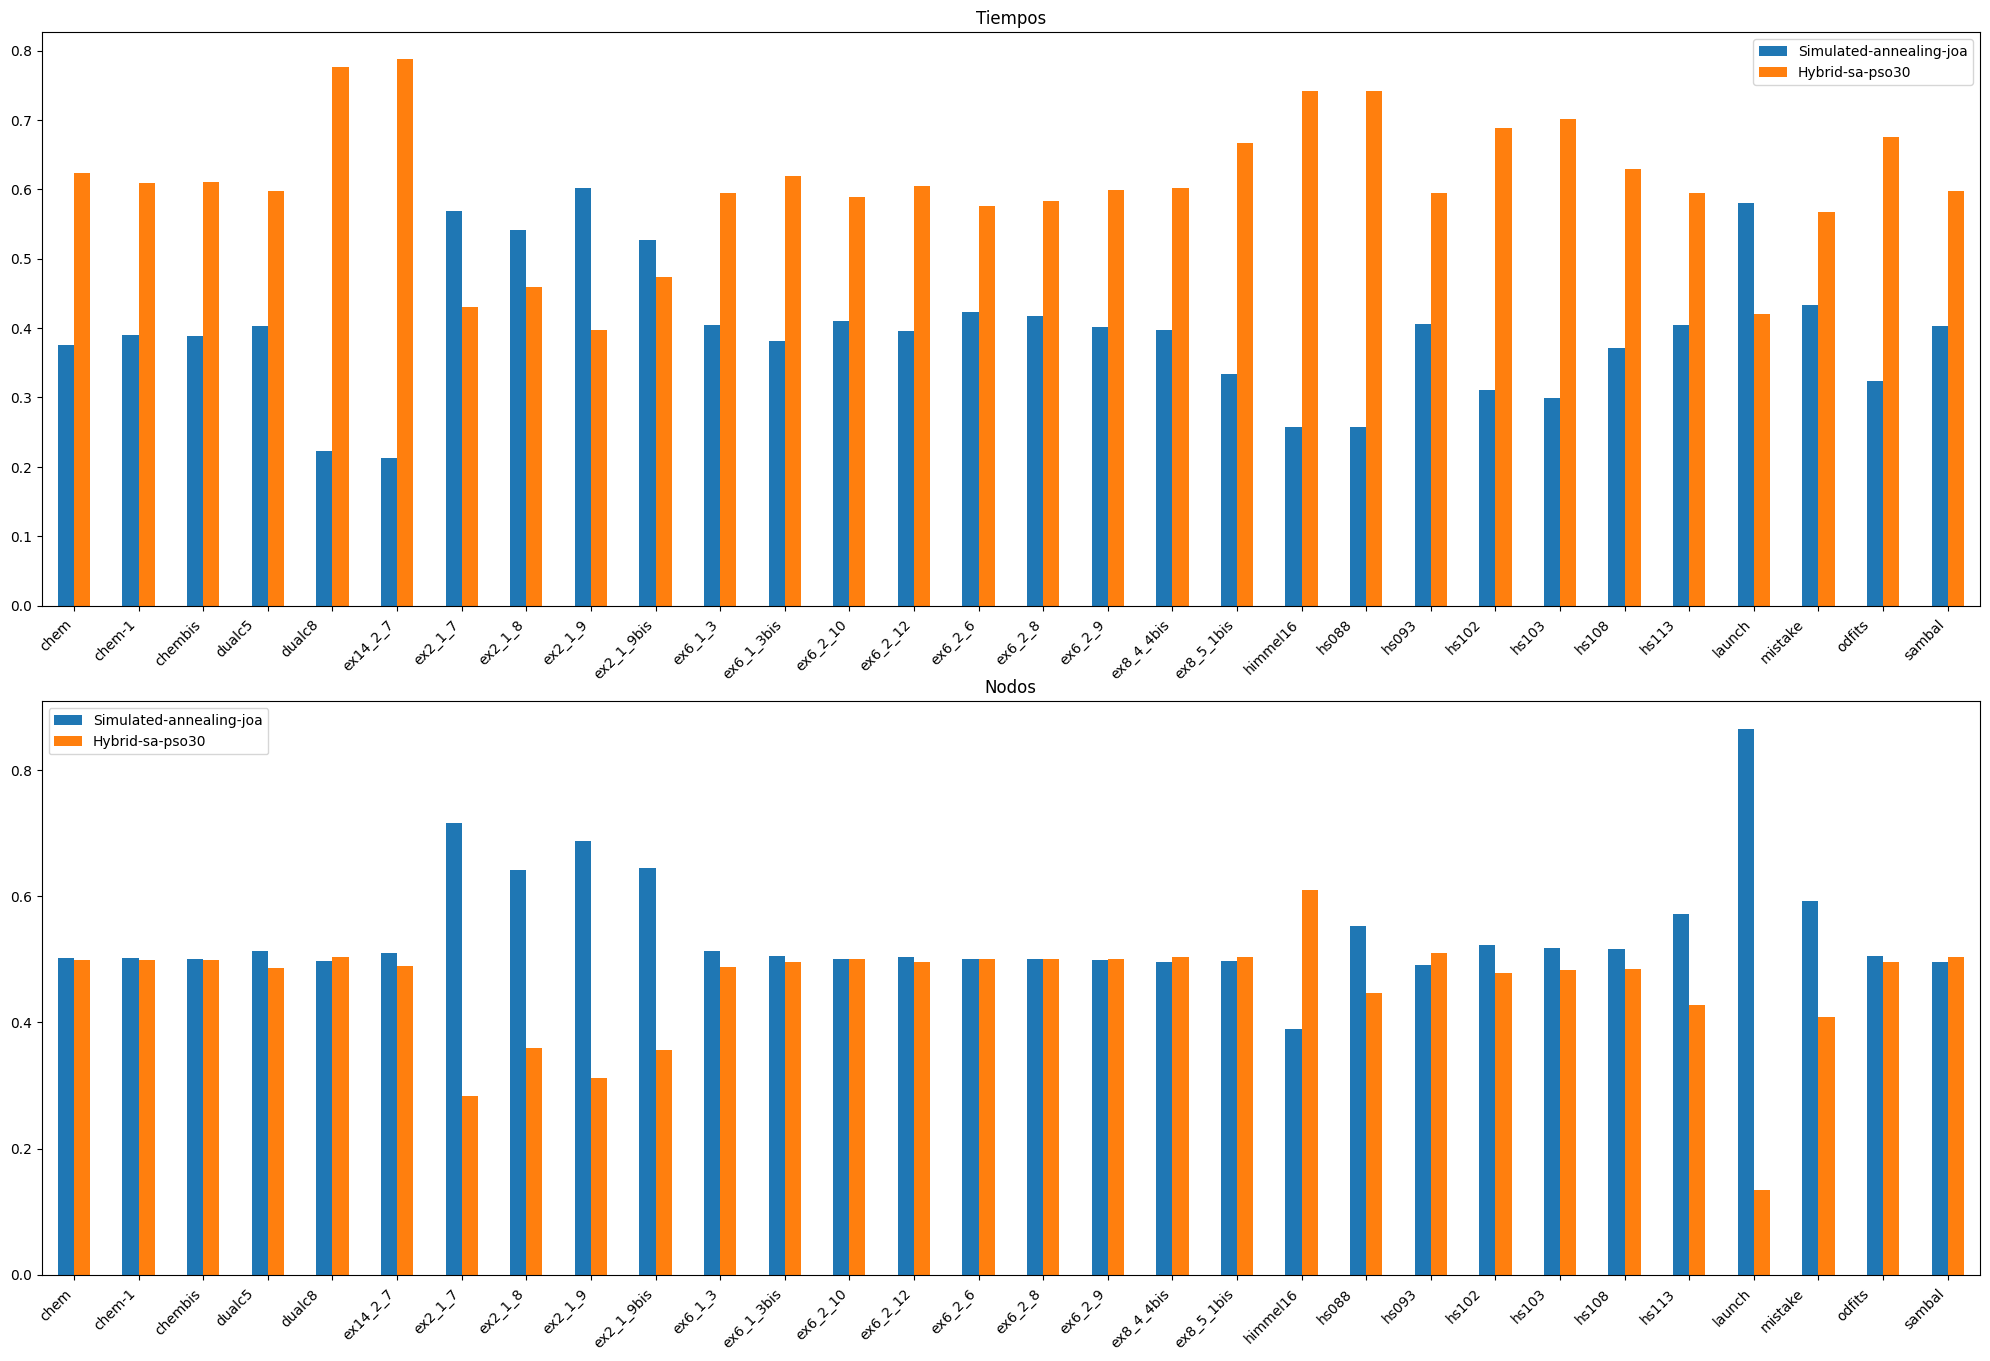 Tiempos
Simulated-annealing-joa
Hybrid-sa-pso30
0.8
0.7
0.6
0.5
0.4
0.3
0.2
0.1
0.0
chem
chem-1
chembis
dualc5
dualc8
ex14_2_7
ex2_1_7
ex2_1_8
ex2_1_9
ex2_1_9bis
ex6_1_3
ex6_1_3bis
ex6_2_10
ex6_2_12
ex6_2_6
ex6_2_8
ex6_2_9
ex8_4_4bis
ex8_5_1bis
himmel16
hs088
hs093
hs102
hs103
hs108
hs113
launch
mistake
odfits
sambal
Nodos
Simulated-annealing-joa
Hybrid-sa-pso30
0.8
0.6
0.4
0.2
0.0
chem
chem-1
chembis
dualc5
dualc8
ex14_2_7
ex2_1_7
ex2_1_8
ex2_1_9
ex2_1_9bis
ex6_1_3
ex6_1_3bis
ex6_2_10
ex6_2_12
ex6_2_6
ex6_2_8
ex6_2_9
ex8_4_4bis
ex8_5_1bis
himmel16
hs088
hs093
hs102
hs103
hs108
hs113
launch
mistake
odfits
sambal